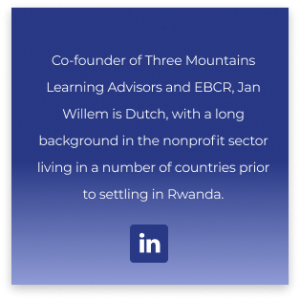 Co-founder of Three Mountains
Learning Advisors and EBCR, Jan
Willem is Dutch, with a long
background in the nonprofit sector
living in a number of countries prior
to settling in Rwanda.
in